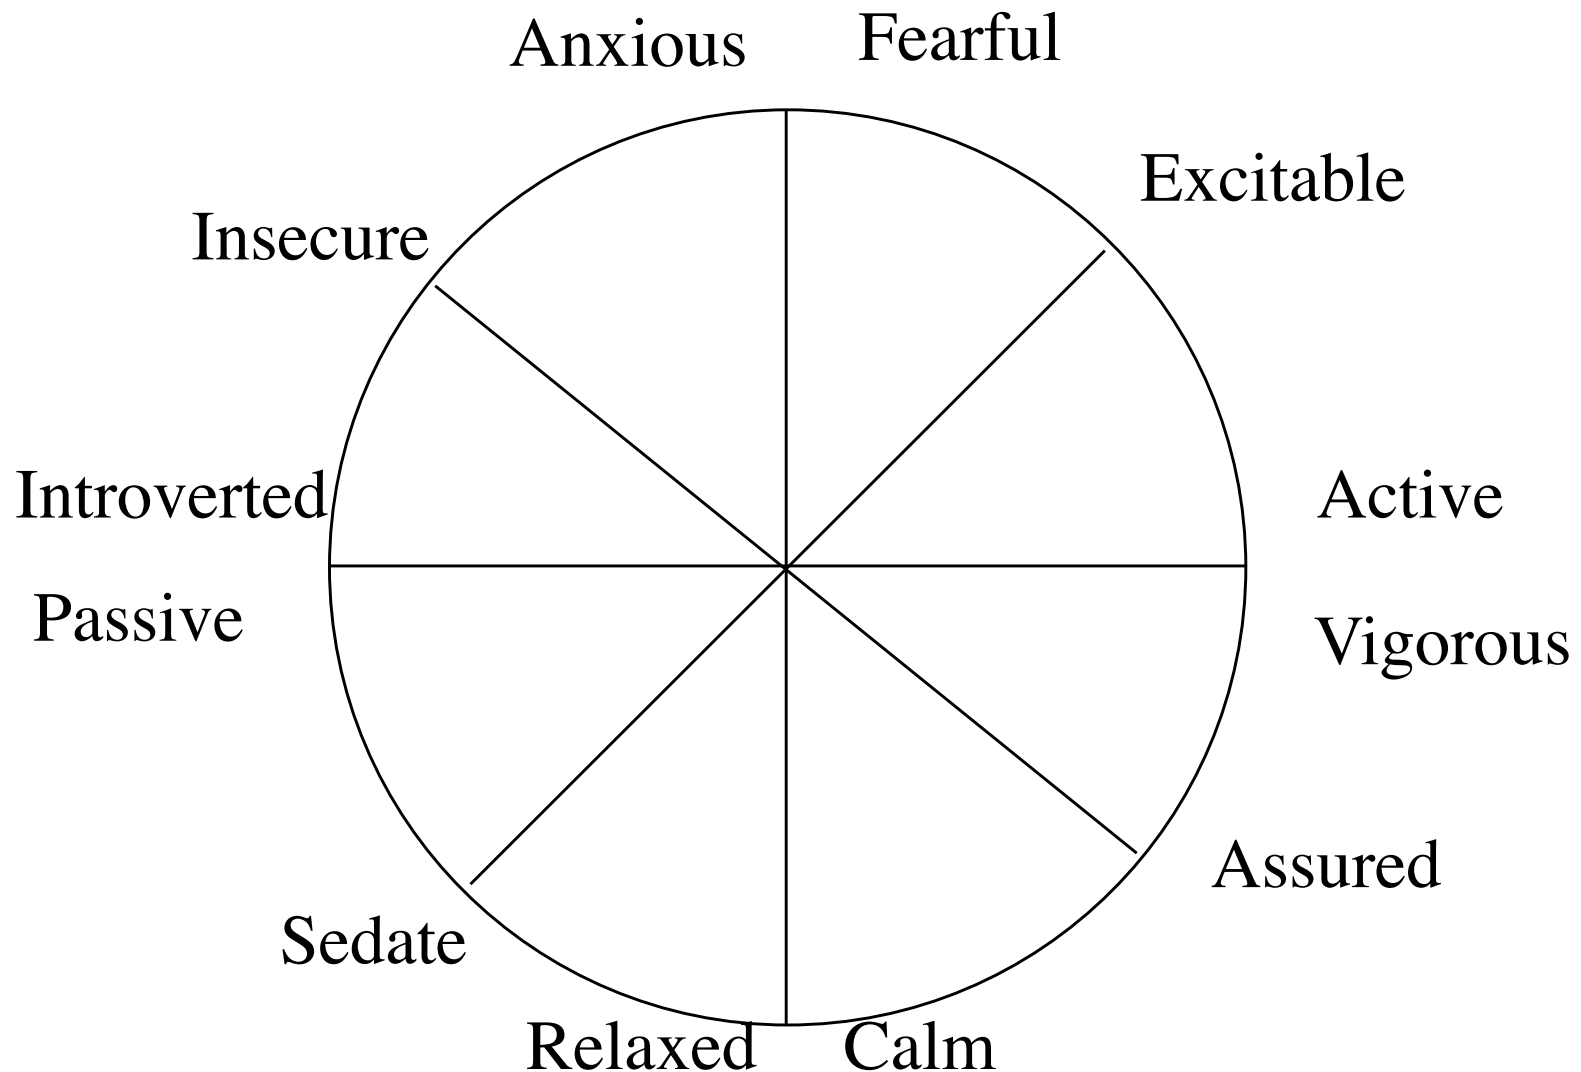 Anxious Fearful
Excitable
Insecure
Introverted Active
Passive Vigorous
Assured
Sedate
Relaxed Calm